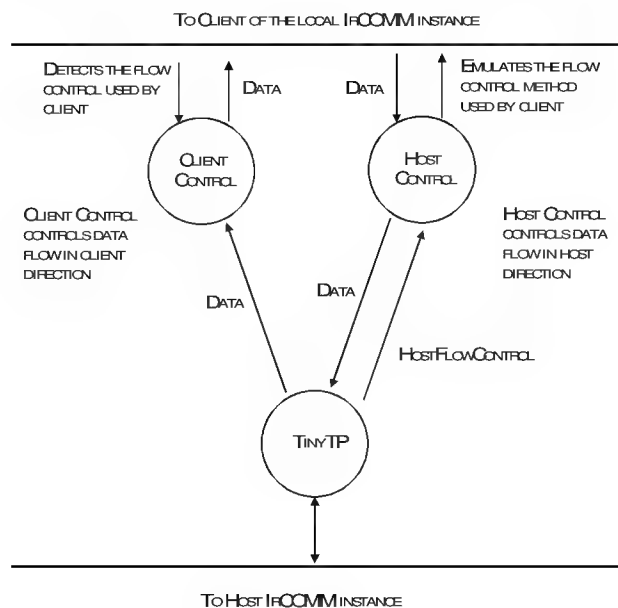 TO CLIENT OF THE LOCAL IRCOMM INSTANCE
DETECTS THE FLOW
CONTROL USED BY
CLIENT
DATA
DATA
EMULATES THE FLOW
CONTROL METHOD
USED BY CLIENT
CLIENT
CONTROL
HOST
CONTROL
CLIENT CONTROL
CONTROLS DATA
FLOW IN CLIENT
DIRECTION
HOST CONTROL
CONTROLS DATA
FLOW IN HOST
DIRECTION
DATA
DATA
HOSTFLOWCONTROL
TINYTP
TO HOST IRCOMM INSTANCE